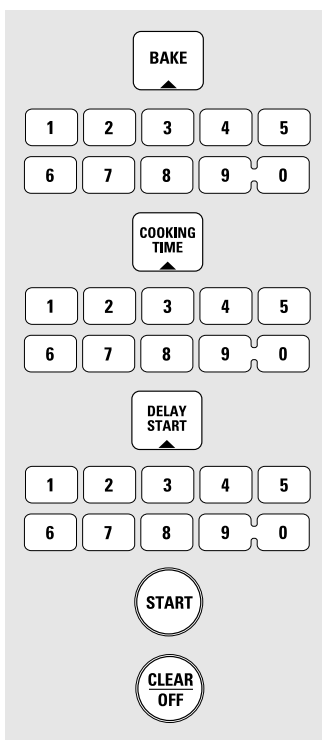 BAKE
1 2 3 4 5
6 7 8 9 0
COOKING
TIME
1 2 3 4 5
6 7 8 9 0
DELAY
START
1 2 3 4 5
6 7 8 9 0
START
CLEAR
OFF